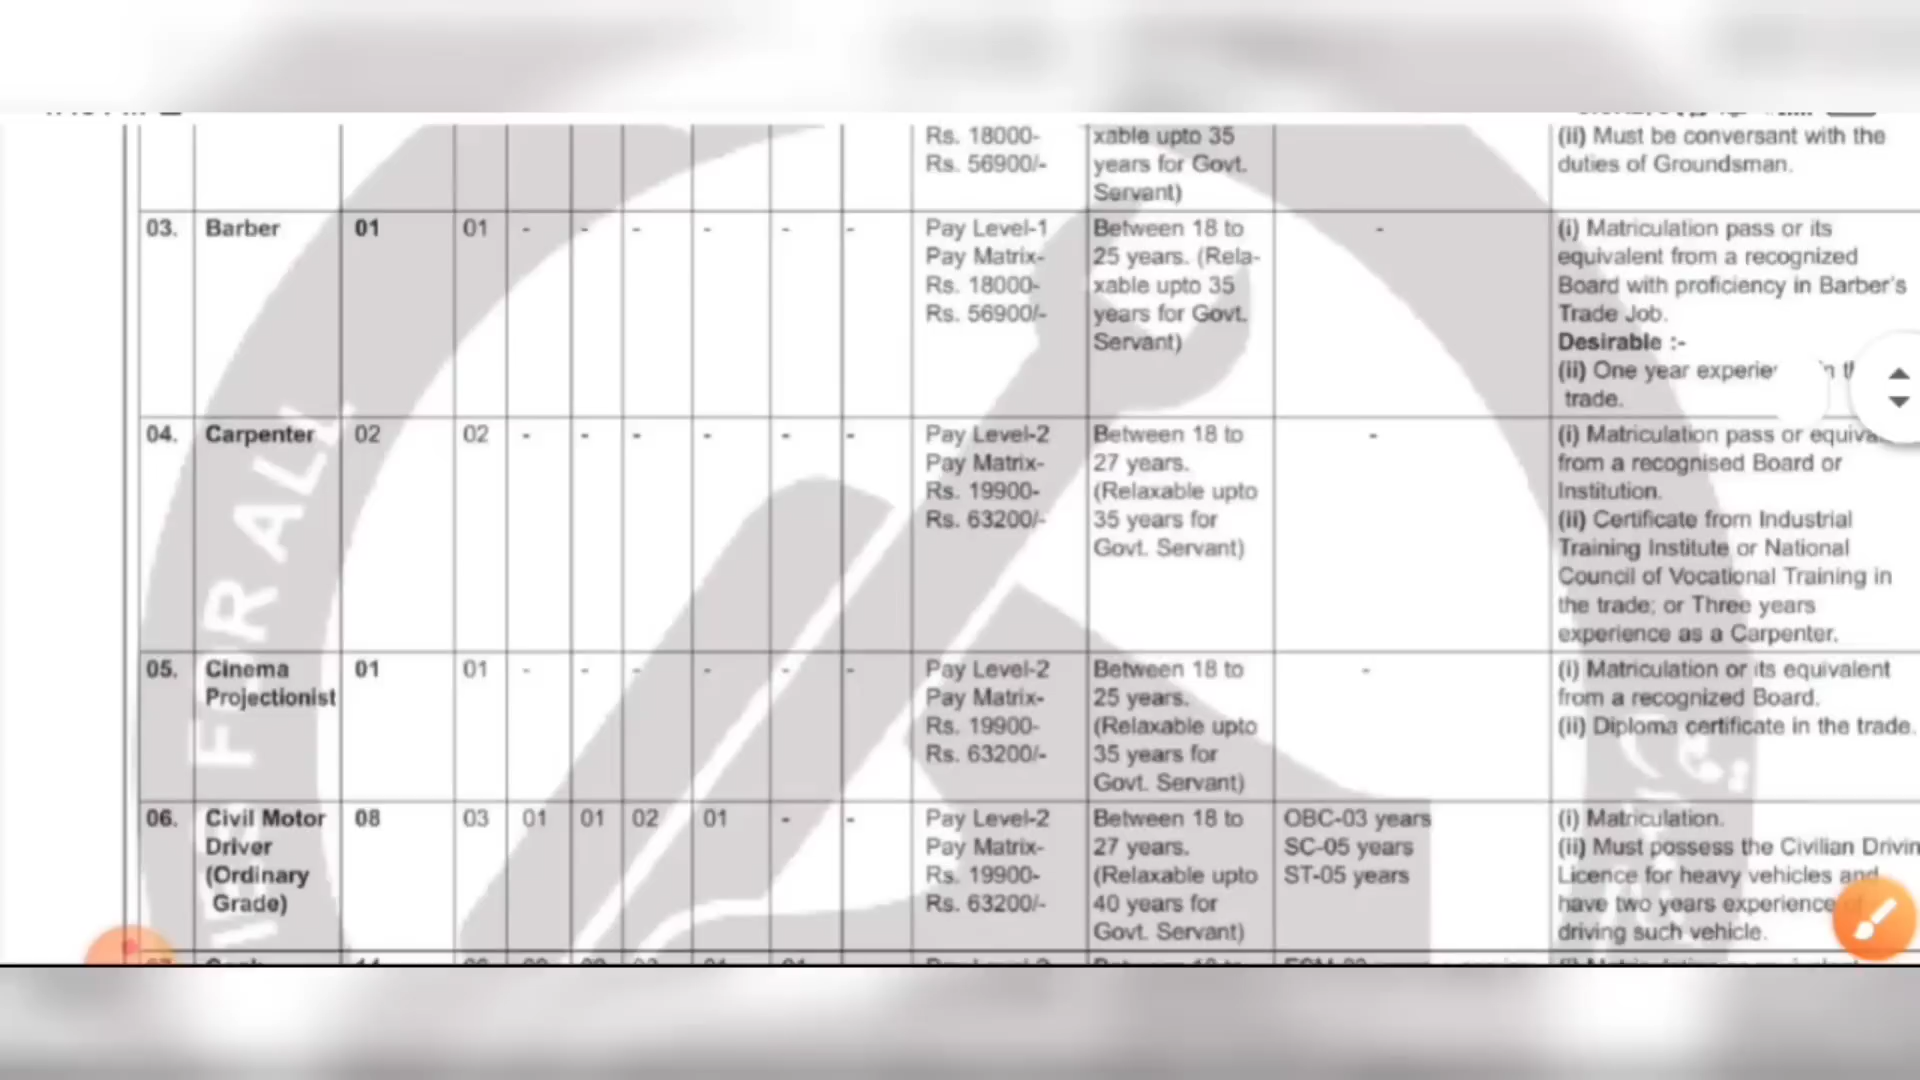 Rs. 18000-
Rs. 56900/-
xable upto 35
years for Govt.
Servant)
(ii) Must be conversant with the
duties of Groundsman.
03. Barber 01 01 - - - - - -
Pay Level-1
Pay Matrix-
Rs. 18000-
Rs. 56900/-
Between 18 to
25 years. (Rela-
xable upto 35
years for Govt.
Servant)
-
(i) Matriculation pass or its
equivalent from a recognized
Board with proficiency in Barber's
Trade Job.
Desirable :-
(ii) One year
trade.
04. Carpenter 02 02 - - - - - -
Pay Level-2
Pay Matrix-
Rs. 19900-
Rs. 63200/-
Between 18 to
27 years.
(Relaxable upto
35 years for
Govt. Servant)
-
(i) Matriculation pass or
from a recognised Board or
Institution.
(ii) Certificate from Industrial
Training Institute or National
Council of Vocational Training in
the trade; or Three years
experience as a Carpenter.
05. Cinema
Projectionist
01 01 - - - - - -
Pay Level-2
Pay Matrix-
Rs. 19900-
Rs. 63200/-
Between 18 to
25 years.
(Relaxable upto
35 years for
Govt. Servant)
-
(i) Matriculation or its equivalent
from a recognized Board.
(ii) Diploma certificate in the trade.
06. Civil Motor
Driver
(Ordinary
Grade)
08 03 01 01 02 01 - -
Pay Level-2
Pay Matrix-
Rs. 19900-
Rs. 63200/-
Between 18 to
27 years.
(Relaxable upto
40 years for
Govt. Servant)
OBC-03 years
SC-05 years
ST-05 years
(i) Matriculation.
(ii) Must possess the Civilian
Licence for heavy vehicles and
have two years experience
driving such vehicle.
FOR ALL